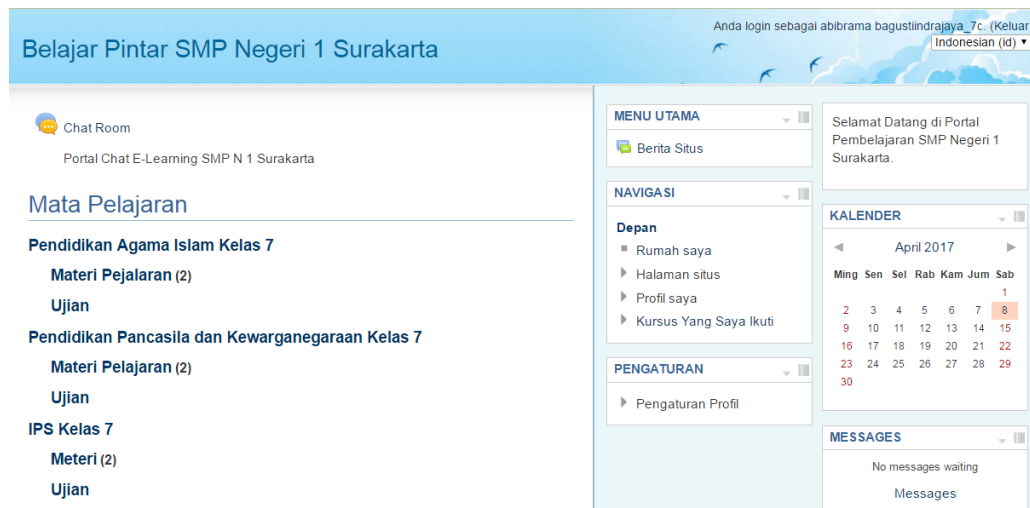 Belajar Pintar SMP Negeri 1 Surakarta
Anda login sebagai abibrama bagustiindrajaya_7c. (Keluar
Indonesian (id)
Chat Room
Portal Chat E-Learning SMP N 1 Surakarta
Mata Pelajaran
Pendidikan Agama Islam Kelas 7
Materi Pejalaran (2)
Ujian
Pendidikan Pancasila dan Kewarganegaraan Kelas 7
Materi Pelajaran (2)
Ujian
IPS Kelas 7
Meteri (2)
Ujian
MENU UTAMA
Berita Situs
NAVIGASI
Depan
Rumah saya
Halaman situs
Profil saya
Kursus Yang Saya Ikuti
PENGATURAN
Pengaturan Profil
Selamat Datang di Portal
Pembelajaran SMP Negeri 1
Surakarta.
KALENDER
April 2017
Ming Sen Sel Rab Kam Jum Sab
1
2 3 4 5 6 7 8
9 10 11 12 13 14 15
16 17 18 19 20 21 22
23 24 25 26 27 28 29
30
MESSAGES
No messages waiting
Messages